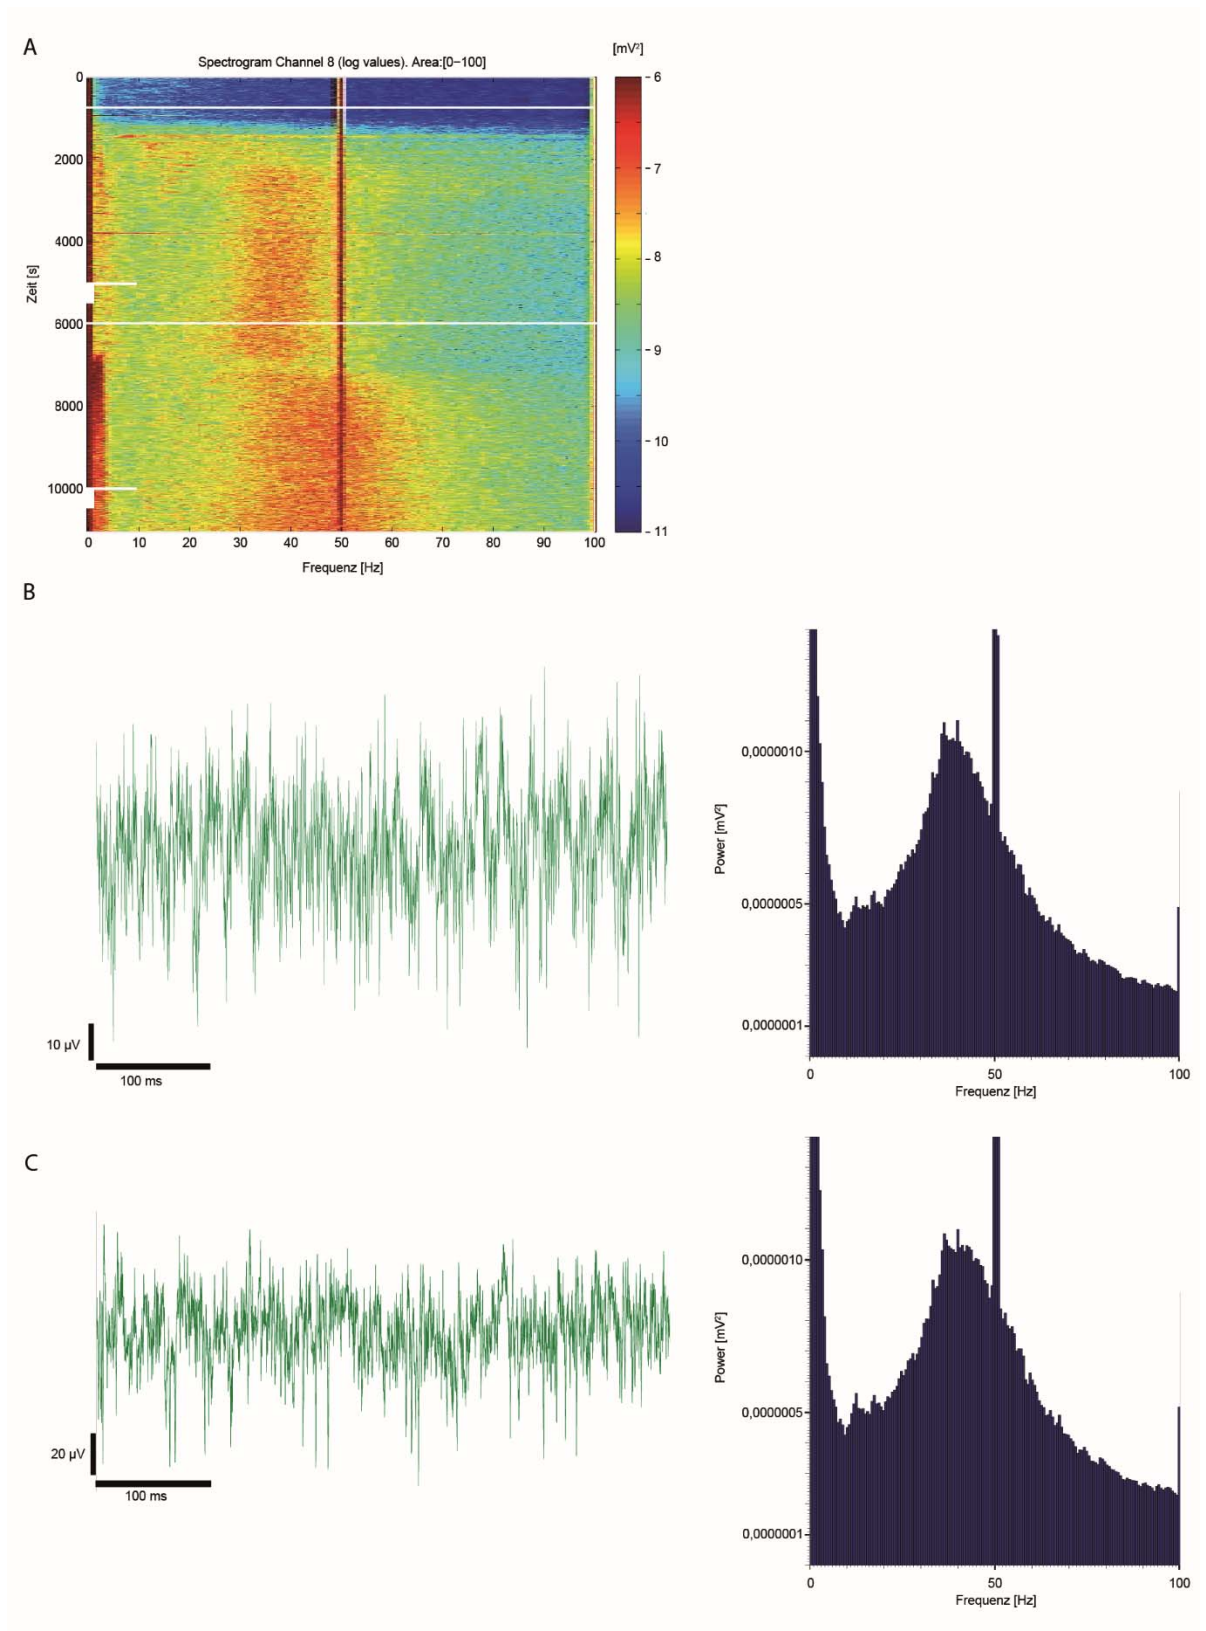 A
[mV²]
Spectrogram Channel 8 (log values). Area:[0−100]
0
2000
4000
6000
8000
10000
Zeit [s]
0 10 20 30 40 50 60 70 80 90 100
Frequenz [Hz]
- 6
- 7
- 8
- 9
- 10
- 11
B
10 µV
100 ms
0,0000010
0,0000005
0,0000001
Power [mV²]
0 50 100
Frequenz [Hz]
C
20 µV
100 ms
0,0000010
0,0000005
0,0000001
Power [mV²]
0 50 100
Frequenz [Hz]